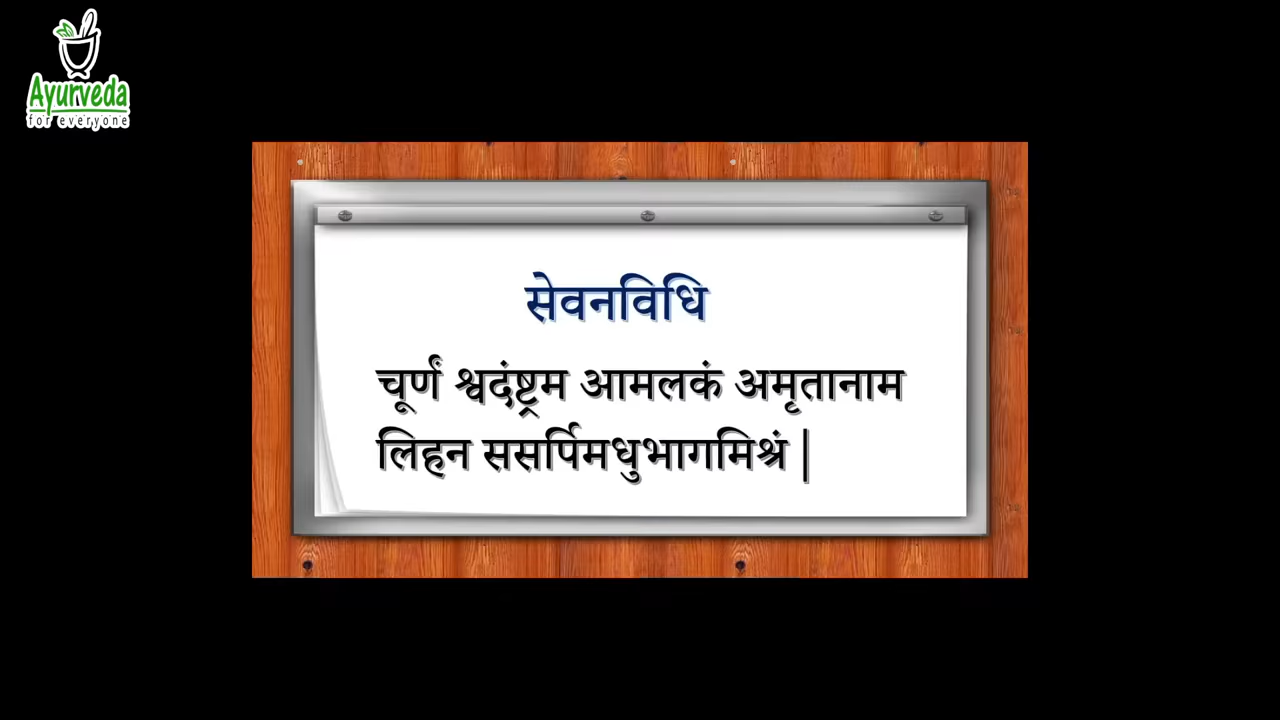 Ayurveda
for everyone
सेवनविधि
चूर्णं श्वदंष्ट्रम आमलकं अमृतानाम
लिहन ससर्पिमधुभागमिश्रं |